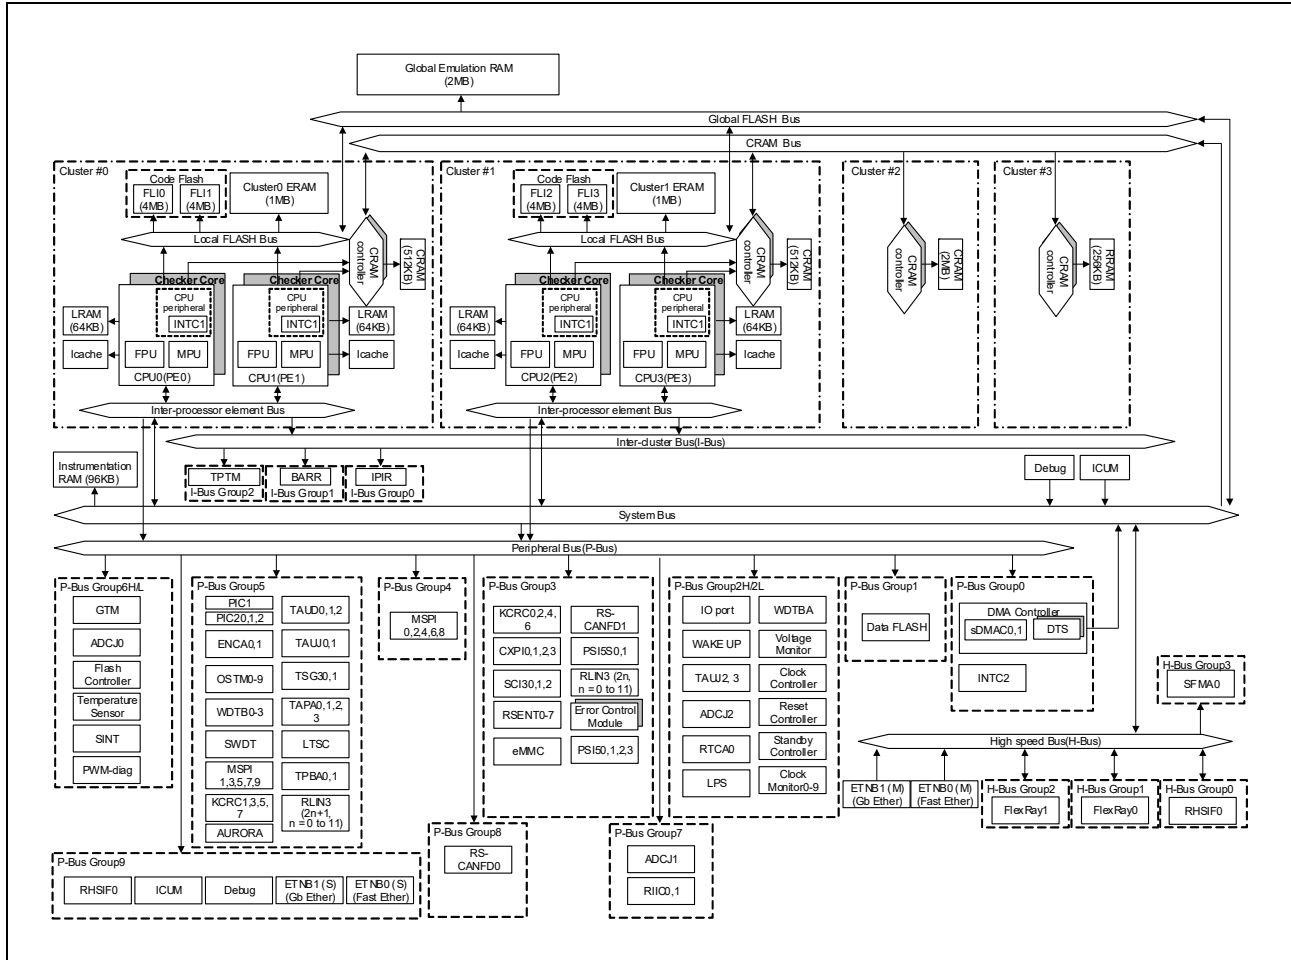 Global Emulation RAM
(2MB)
Global FLASH Bus
CRAM Bus
Cluster #0
Code Flash
FLI0
(4MB)
FLI1
(4MB)
Cluster0 ERAM
(1MB)
Local FLASH Bus
CRAM
controller
CRAM
(512KB)
Checker Core
Checker Core
CPU
peripheral
INTC1
CPU
peripheral
INTC1
LRAM
(64KB)
LRAM
(64KB)
Icache
FPU
MPU
FPU
MPU
Icache
CPU0(PE0)
CPU1(PE1)
Inter-processor element Bus
Cluster #1
Code Flash
FLI2
(4MB)
FLI3
(4MB)
Cluster1 ERAM
(1MB)
Local FLASH Bus
CRAM
controller
CRAM
(512KB)
Checker Core
Checker Core
CPU
peripheral
INTC1
CPU
peripheral
INTC1
LRAM
(64KB)
LRAM
(64KB)
Icache
FPU
MPU
FPU
MPU
Icache
CPU2(PE2)
CPU3(PE3)
Inter-processor element Bus
Cluster #2
CRAM
controller
CRAM
(2MB)
Cluster #3
CRAM
controller
RRAM
(256KB)
Inter-cluster Bus(I-Bus)
Instrumentation
RAM (96KB)
TPTM
I-Bus Group2
BARR
I-Bus Group1
IPIR
I-Bus Group0
Debug
ICUM
System Bus
Peripheral Bus(P-Bus)
P-Bus Group6H/L
GTM
ADCJ0
Flash
Controller
Temperature
Sensor
SINT
PWM-diag
P-Bus Group5
PIC1
PIC20,1,2
ENCA0,1
OSTM0-9
WDTB0-3
SWDT
MSPI
1,3,5,7,9
KCRC1,3,5,
7
AURORA
TAUD0,1,2
TAUJ0,1
TSG30,1
TAPA0,1,2,
3
LTSC
TPBA0,1
RLIN3
(2n+1,
n = 0 to 11)
P-Bus Group4
MSPI
0,2,4,6,8
P-Bus Group3
KCRC0,2,4,
6
CXPI0,1,2,3
SCI30,1,2
RSENT0-7
eMMC
RS-
CANFD1
PSI5S0,1
RLIN3 (2n,
n = 0 to 11)
Error Control
Module
PSI50,1,2,3
P-Bus Group2H/2L
IO port
WAKE UP
TAUJ2, 3
ADCJ2
RTCA0
LPS
WDTBA
Voltage
Monitor
Clock
Controller
Reset
Controller
Standby
Controller
Clock
Monitor0-9
P-Bus Group1
Data FLASH
P-Bus Group0
DMA Controller
sDMAC0,1
DTS
INTC2
H-Bus Group3
SFMA0
High speed Bus(H-Bus)
ETNB1 (M)
(Gb Ether)
ETNB0 (M)
(Fast Ether)
H-Bus Group2
FlexRay1
H-Bus Group1
FlexRay0
H-Bus Group0
RHSIF0
P-Bus Group8
RS-
CANFD0
P-Bus Group7
ADCJ1
RIIC0,1
P-Bus Group9
RHSIF0
ICUM
Debug
ETNB1 (S)
(Gb Ether)
ETNB0 (S)
(Fast Ether)